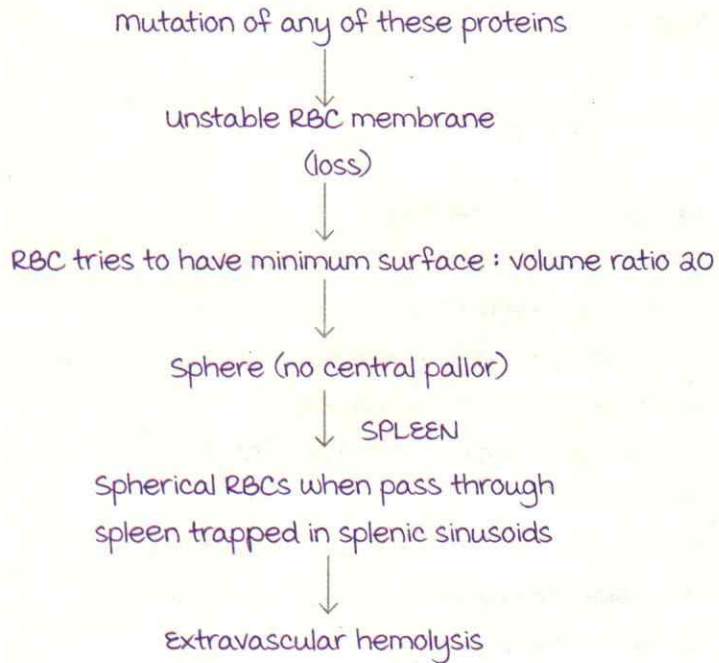 mutation of any of these proteins
unstable RBC membrane
(loss)
RBC tries to have minimum surface : volume ratio 20
Sphere (no central pallor)
SPLEEN
Spherical RBCs when pass through
spleen trapped in splenic sinusoids
Extravascular hemolysis